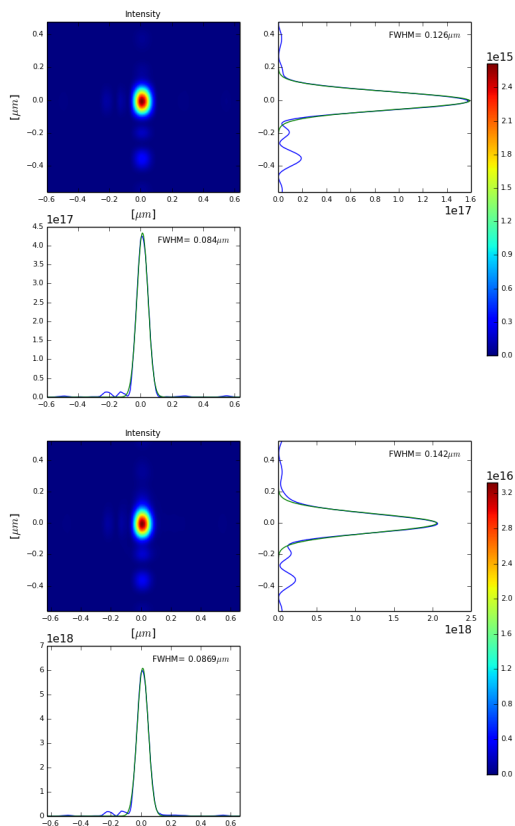 Intensity
0.4
0.2
0.0
−0.2
−0.4
[μm]
−0.6 −0.4 −0.2 0.0 0.2 0.4 0.6
[μm]
FWHM= 0.126μm
0.4
0.2
0.0
−0.2
−0.4
0.0 0.2 0.4 0.6 0.8 1.0 1.2 1.4 1.6
1e17
1e15
2.4
2.1
1.8
1.5
1.2
0.9
0.6
0.3
0.0
1e17
4.5
4.0
3.5
3.0
2.5
2.0
1.5
1.0
0.5
0.0
FWHM= 0.084μm
−0.6 −0.4 −0.2 0.0 0.2 0.4 0.6
Intensity
0.4
0.2
0.0
−0.2
−0.4
[μm]
−0.6 −0.4 −0.2 0.0 0.2 0.4 0.6
[μm]
FWHM= 0.142μm
0.4
0.2
0.0
−0.2
−0.4
0.0 0.5 1.0 1.5 2.0 2.5
1e18
1e16
3.2
2.8
2.4
2.0
1.6
1.2
0.8
0.4
0.0
1e18
7
6
5
4
3
2
1
0
FWHM= 0.0869μm
−0.6 −0.4 −0.2 0.0 0.2 0.4 0.6